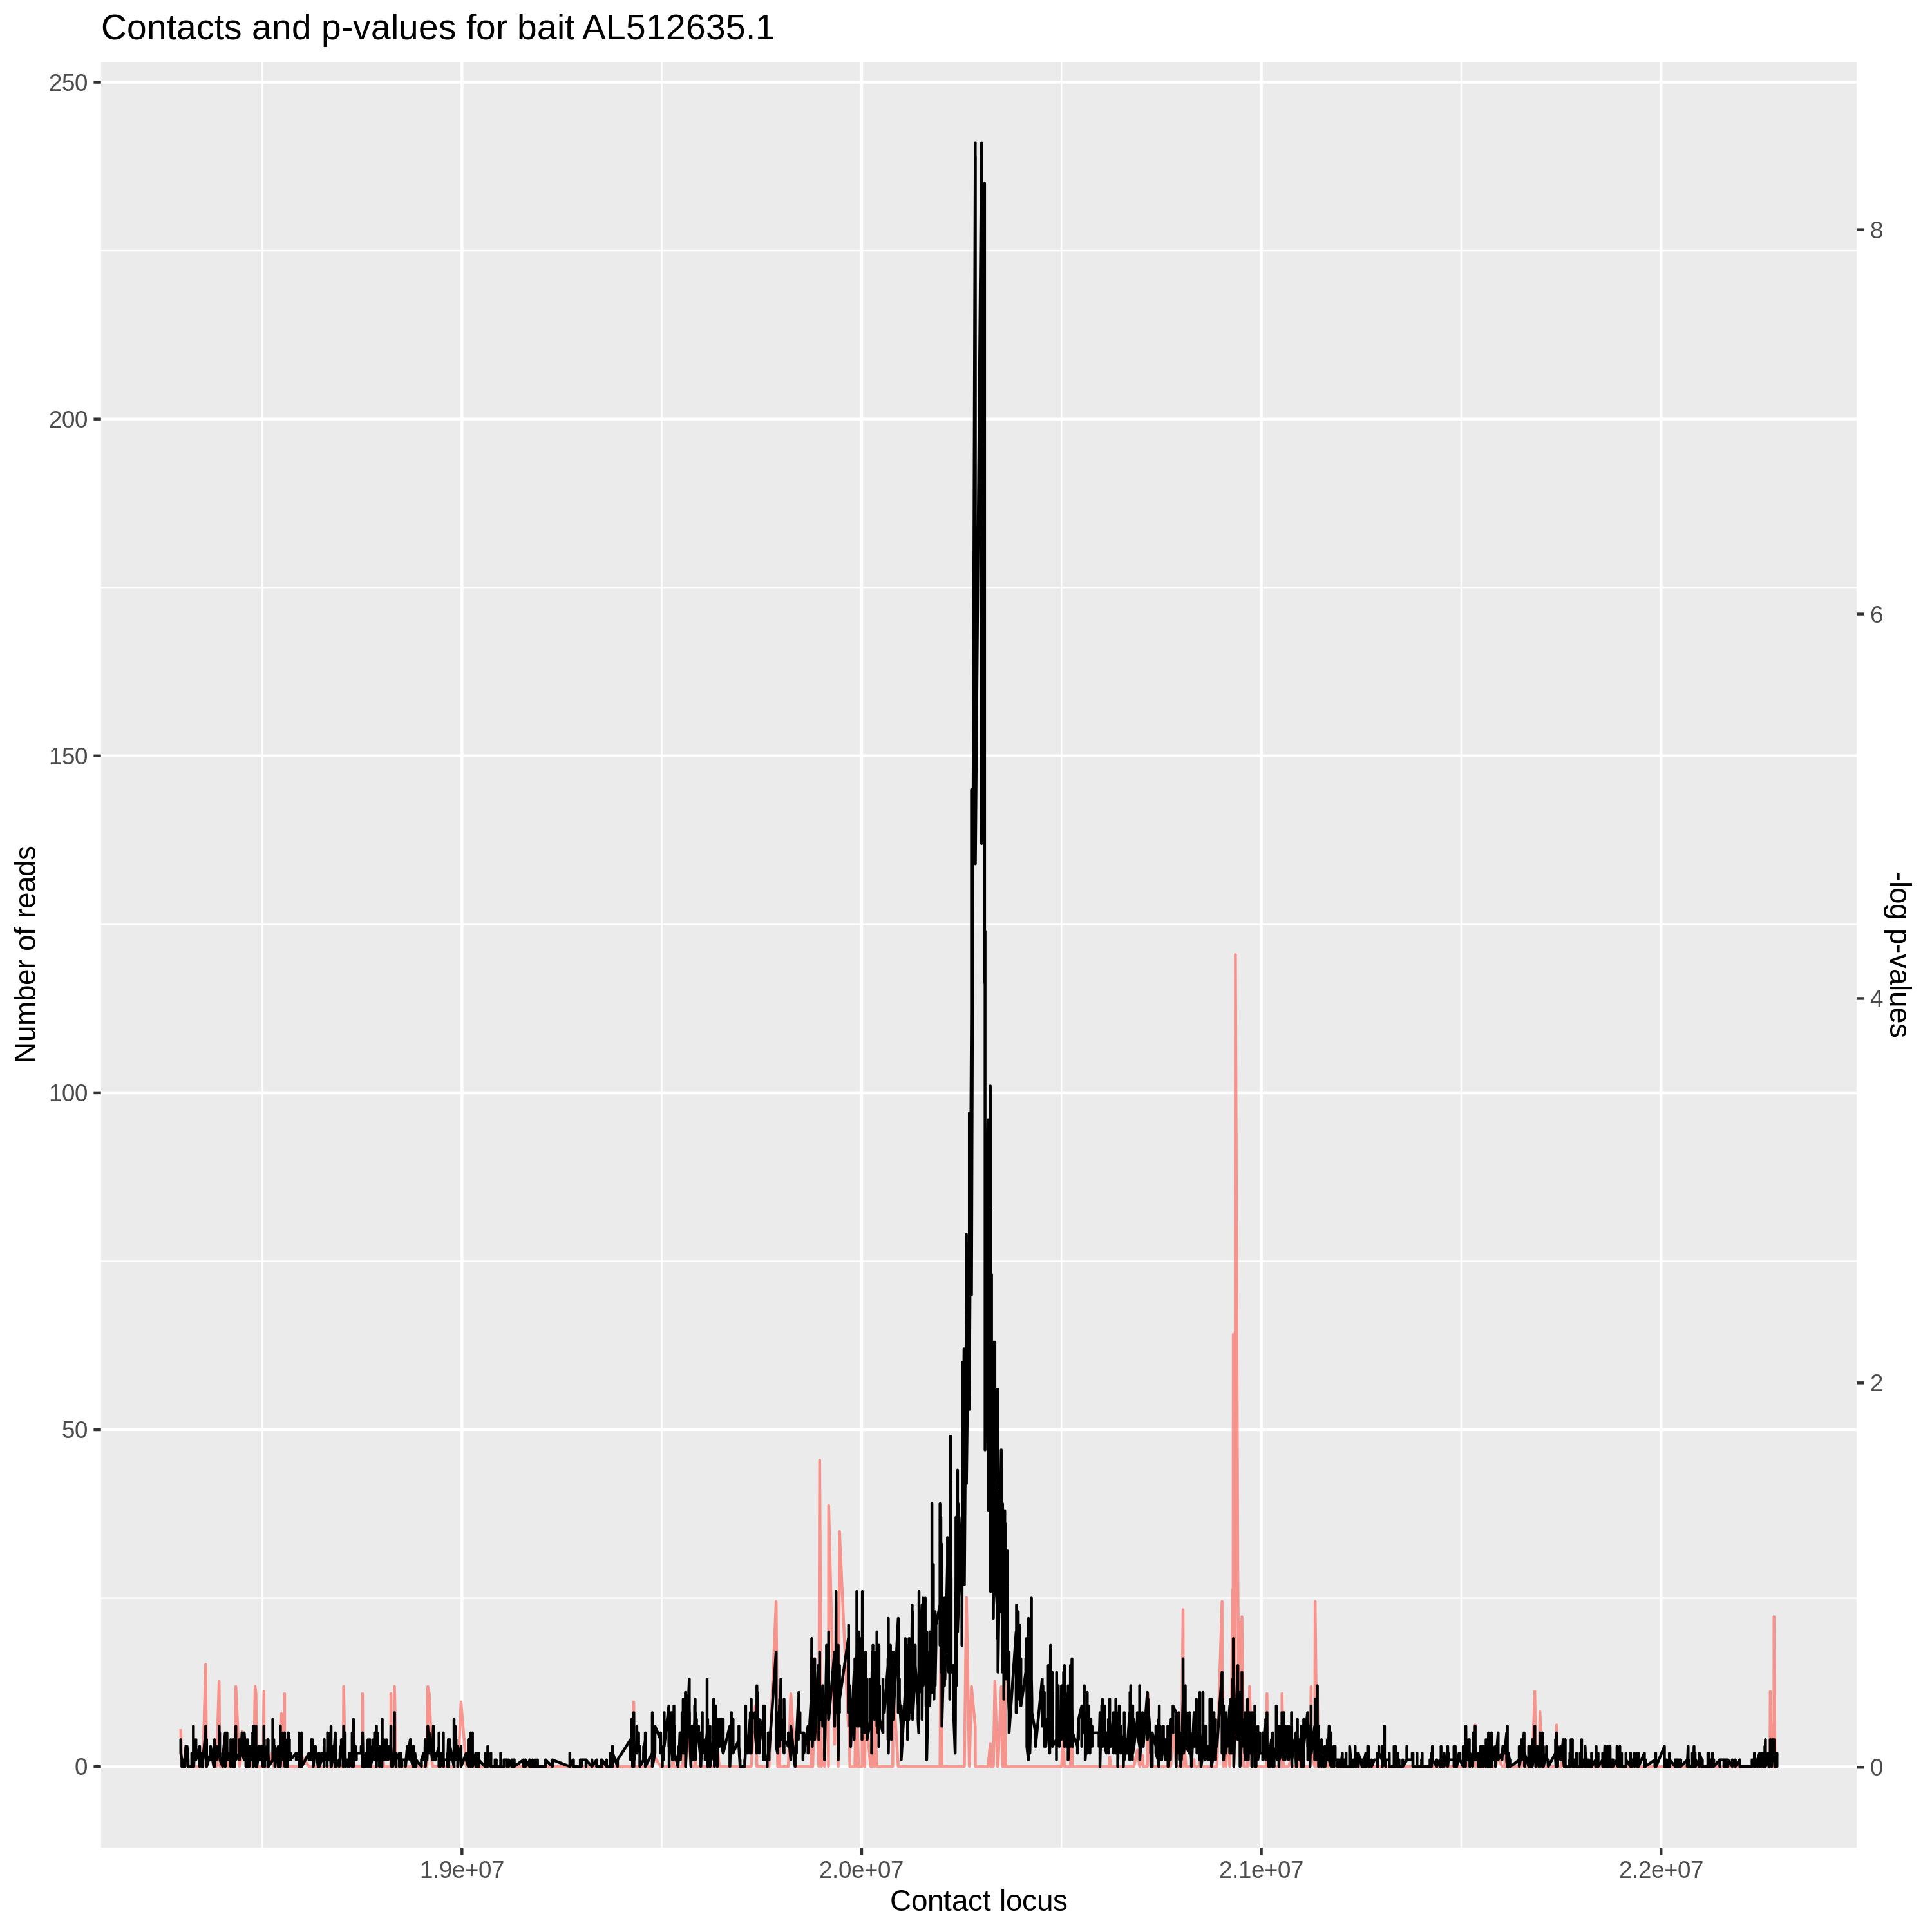 Contacts and p-values for bait AL512635.1
250
200
150
100
50
0
Number of reads
8
6
4
2
0
-log p-values
1.9e+07
2.0e+07
2.1e+07
2.2e+07
Contact locus